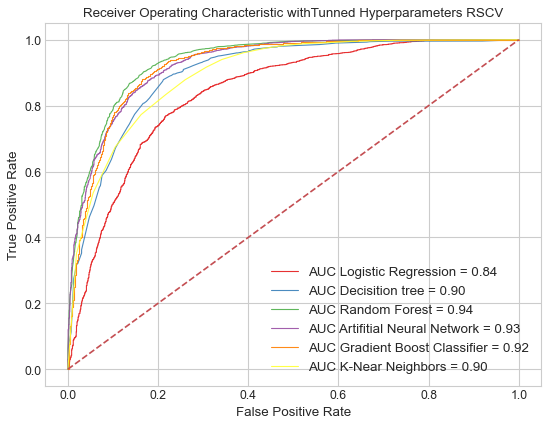 Receiver Operating Characteristic withTunned Hyperparameters RSCV
True Positive Rate
1.0
0.8
0.6
0.4
0.2
0.0
AUC Logistic Regression = 0.84
AUC Decisition tree = 0.90
AUC Random Forest = 0.94
AUC Artifitial Neural Network = 0.93
AUC Gradient Boost Classifier = 0.92
AUC K-Near Neighbors = 0.90
0.0 0.2 0.4 0.6 0.8 1.0
False Positive Rate